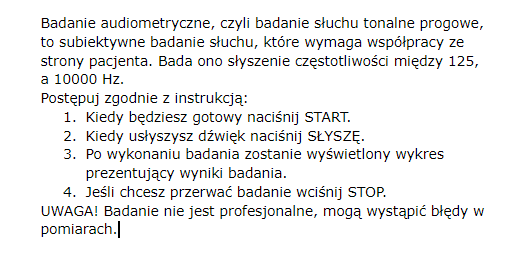 Badanie audiometryczne, czyli badanie słuchu tonalne progowe,
to subiektywne badanie słuchu, które wymaga współpracy ze
strony pacjenta. Bada ono słyszenie częstotliwości między 125,
a 10000 Hz.
Postępuj zgodnie z instrukcją:
1. Kiedy będziesz gotowy naciśnij START.
2. Kiedy usłyszysz dźwięk naciśnij SŁYSZĘ.
3. Po wykonaniu badania zostanie wyświetlony wykres
prezentujący wyniki badania.
4. Jeśli chcesz przerwać badanie wciśnij STOP.
UWAGA! Badanie nie jest profesjonalne, mogą wystąpić błędy w
pomiarach.